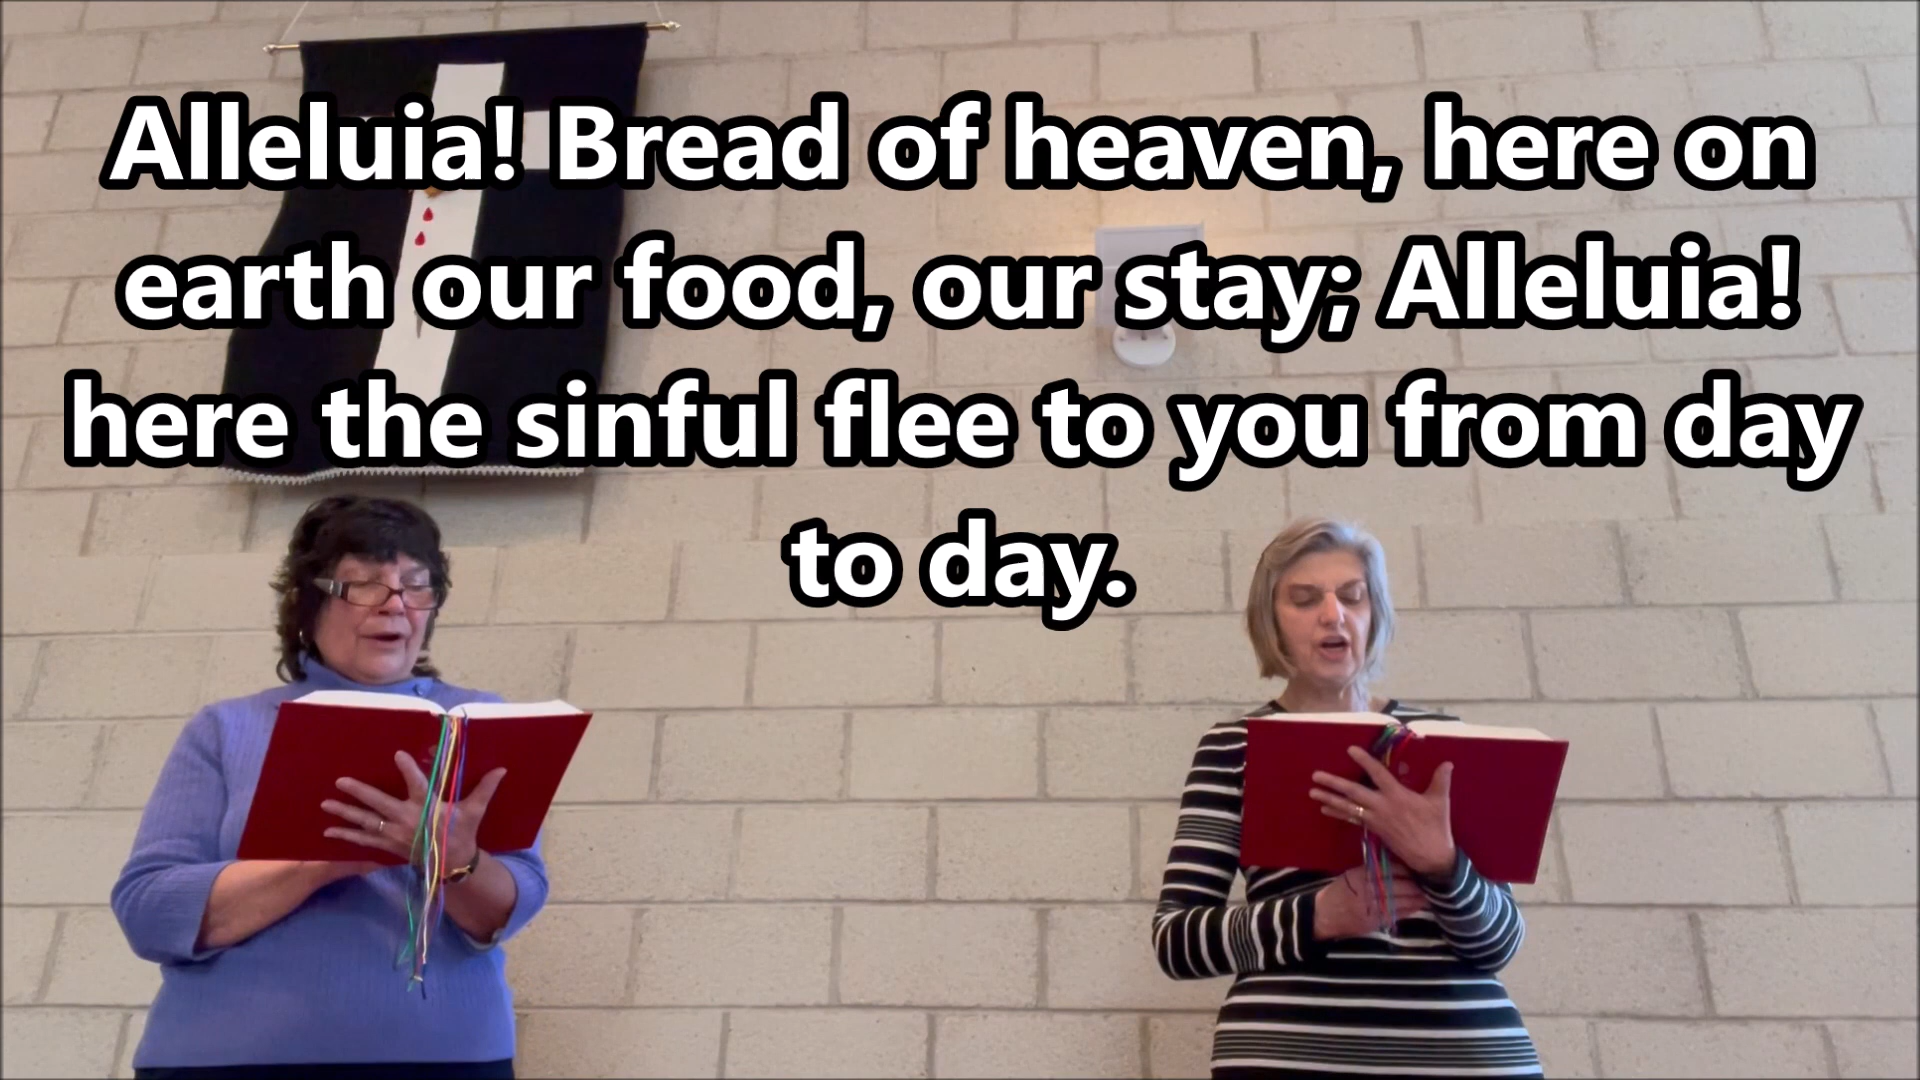 Alleluia! Bread of heaven, here on
earth our food, our stay; Alleluia!
here the sinful flee to you from day
to day.